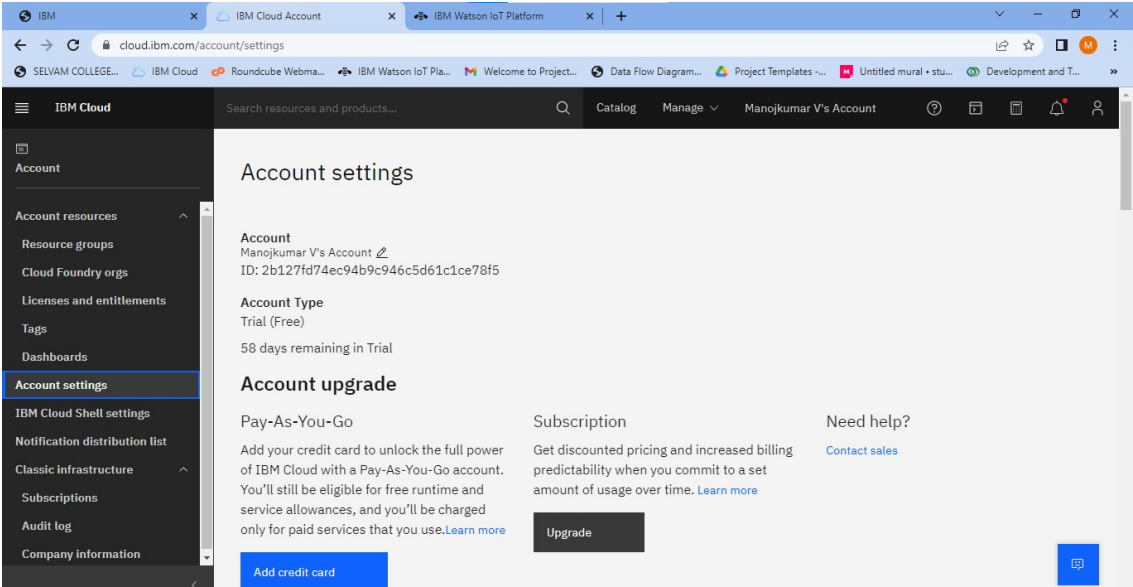 IBM
IBM Cloud Account
IBM Watson IoT Platform
cloud.ibm.com/account/settings
M
SELVAM COLLEGE...
IBM Cloud
Roundcube Webma...
IBM Watson IoT Pla...
Welcome to Project...
Data Flow Diagram...
Project Templates -...
Untitled mural • stu...
Development and T...
IBM Cloud
Search resources and products...
Catalog
Manage
Manojkumar V's Account
Account
Account resources
Resource groups
Cloud Foundry orgs
Licenses and entitlements
Tags
Dashboards
Account settings
IBM Cloud Shell settings
Notification distribution list
Classic infrastructure
Subscriptions
Audit log
Company information
Account settings
Account
Manojkumar V's Account
ID: 2b127fd74ec94b9c946c5d61c1ce78f5
Account Type
Trial (Free)
58 days remaining in Trial
Account upgrade
Pay-As-You-Go
Add your credit card to unlock the full power
of IBM Cloud with a Pay-As-You-Go account.
You'll still be eligible for free runtime and
service allowances, and you'll be charged
only for paid services that you use.Learn more
Add credit card
Subscription
Get discounted pricing and increased billing
predictability when you commit to a set
amount of usage over time. Learn more
Upgrade
Need help?
Contact sales